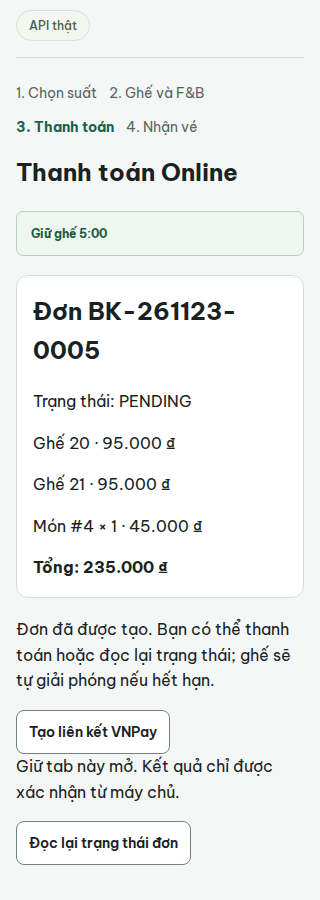 API thật
1. Chọn suất 2. Ghế và F&B
3. Thanh toán 4. Nhận vé
Thanh toán Online
Giữ ghế 5:00
Đơn BK-261123-
0005
Trạng thái: PENDING
Ghế 20 · 95.000 ₫
Ghế 21 · 95.000 ₫
Món #4 × 1 · 45.000 ₫
Tổng: 235.000 ₫
Đơn đã được tạo. Bạn có thể thanh
toán hoặc đọc lại trạng thái; ghế sẽ
tự giải phóng nếu hết hạn.
Tạo liên kết VNPay
Giữ tab này mở. Kết quả chỉ được
xác nhận từ máy chủ.
Đọc lại trạng thái đơn